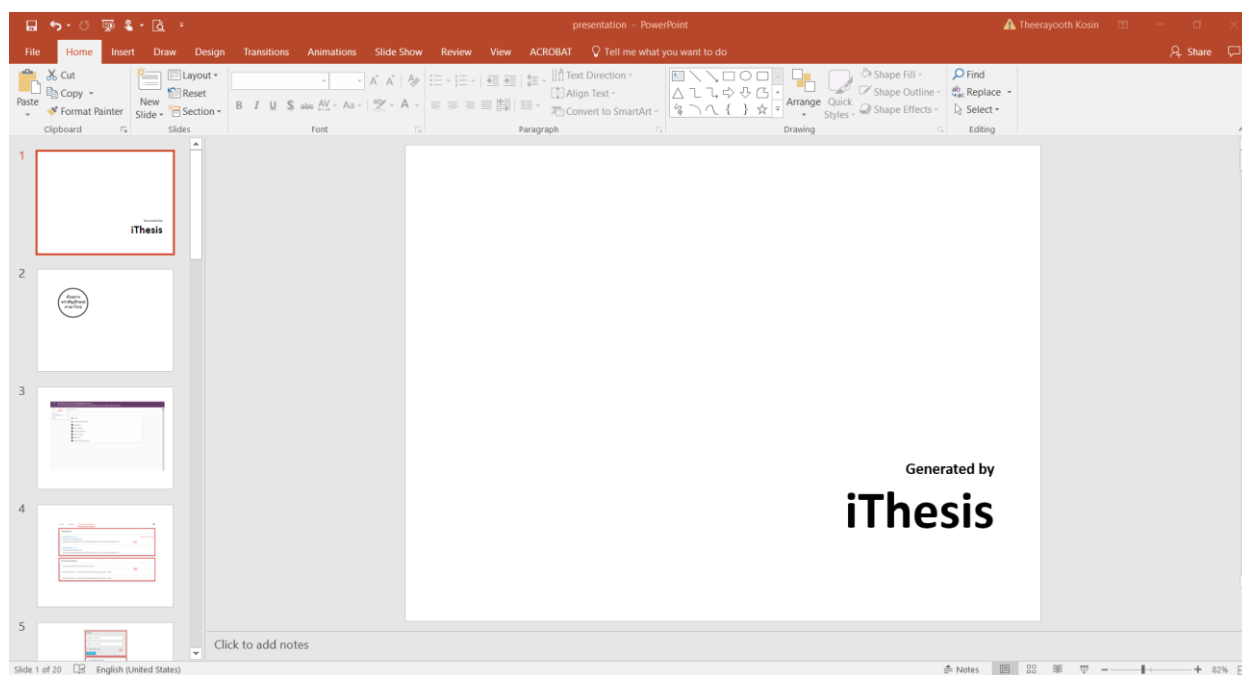 presentation - PowerPoint
Theerayooth Kosin
File Home Insert Draw Design Transitions Animations Slide Show Review View ACROBAT Tell me what you want to do
Share
Paste
Cut
Copy
Format Painter
Clipboard
New
Slide
Layout
Reset
Section
Slides
B I U S abc AV Aa A
Font
Text Direction
Align Text
Convert to SmartArt
Paragraph
Arrange
Quick
Styles
Shape Fill
Shape Outline
Shape Effects
Drawing
Find
Replace
Select
Editing
1
iThesis
2
3
4
5
Generated by
iThesis
Click to add notes
Slide 1 of 20 English (United States)
Notes
82%